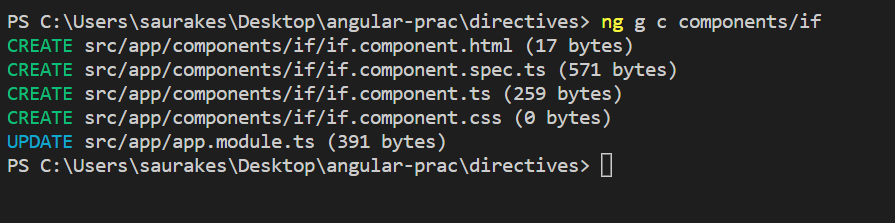 PS C:\Users\saurakes\Desktop\angular-prac\directives> ng g c components/if
CREATE src/app/components/if/if.component.html (17 bytes)
CREATE src/app/components/if/if.component.spec.ts (571 bytes)
CREATE src/app/components/if/if.component.ts (259 bytes)
CREATE src/app/components/if/if.component.css (0 bytes)
UPDATE src/app/app.module.ts (391 bytes)
PS C:\Users\saurakes\Desktop\angular-prac\directives>